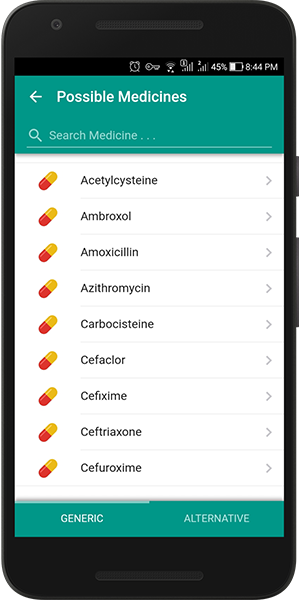 45% 8:44 PM
Possible Medicines
Search Medicine . . .
Acetylcysteine
Ambroxol
Amoxicillin
Azithromycin
Carbocisteine
Cefaclor
Cefixime
Ceftriaxone
Cefuroxime
GENERIC ALTERNATIVE